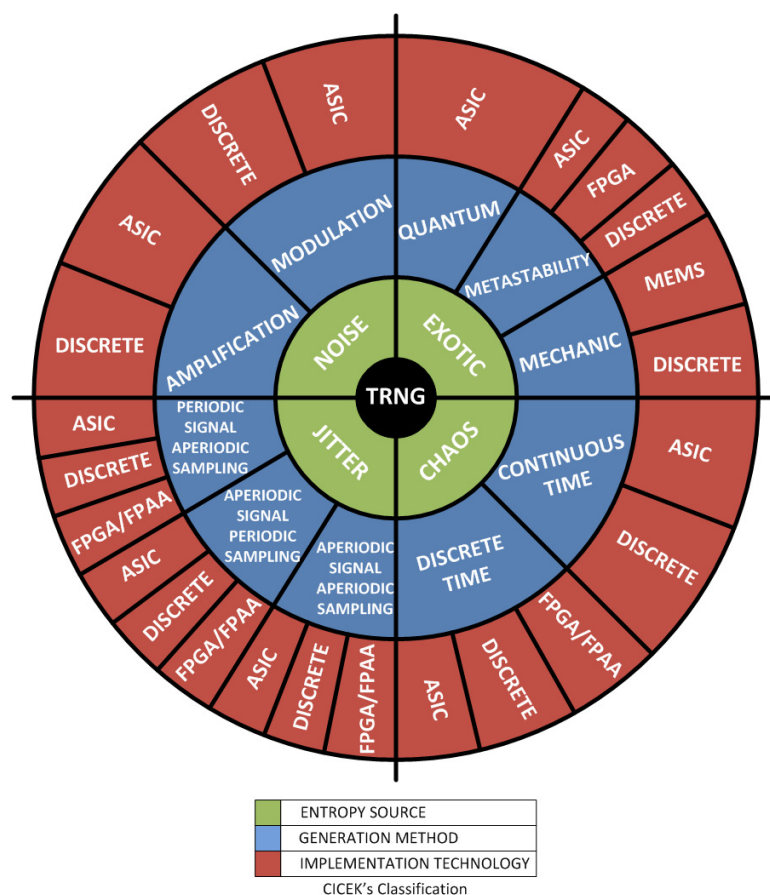 TRNG
NOISE
EXOTIC
CHAOS
JITTER
MODULATION
QUANTUM
METASTABILITY
MECHANIC
CONTINUOUS
TIME
DISCRETE
TIME
APERIODIC
SIGNAL
APERIODIC
SAMPLING
APERIODIC
SIGNAL
PERIODIC
SAMPLING
PERIODIC
SIGNAL
APERIODIC
SAMPLING
AMPLIFICATION
ASIC
ASIC
FPGA
DISCRETE
MEMS
DISCRETE
ASIC
DISCRETE
FPGA/FPAA
DISCRETE
ASIC
FPGA/FPAA
DISCRETE
ASIC
FPGA/FPAA
DISCRETE
ASIC
FPGA/FPAA
DISCRETE
ASIC
DISCRETE
ASIC
DISCRETE
ASIC
ENTROPY SOURCE
GENERATION METHOD
IMPLEMENTATION TECHNOLOGY
CICEK's Classification